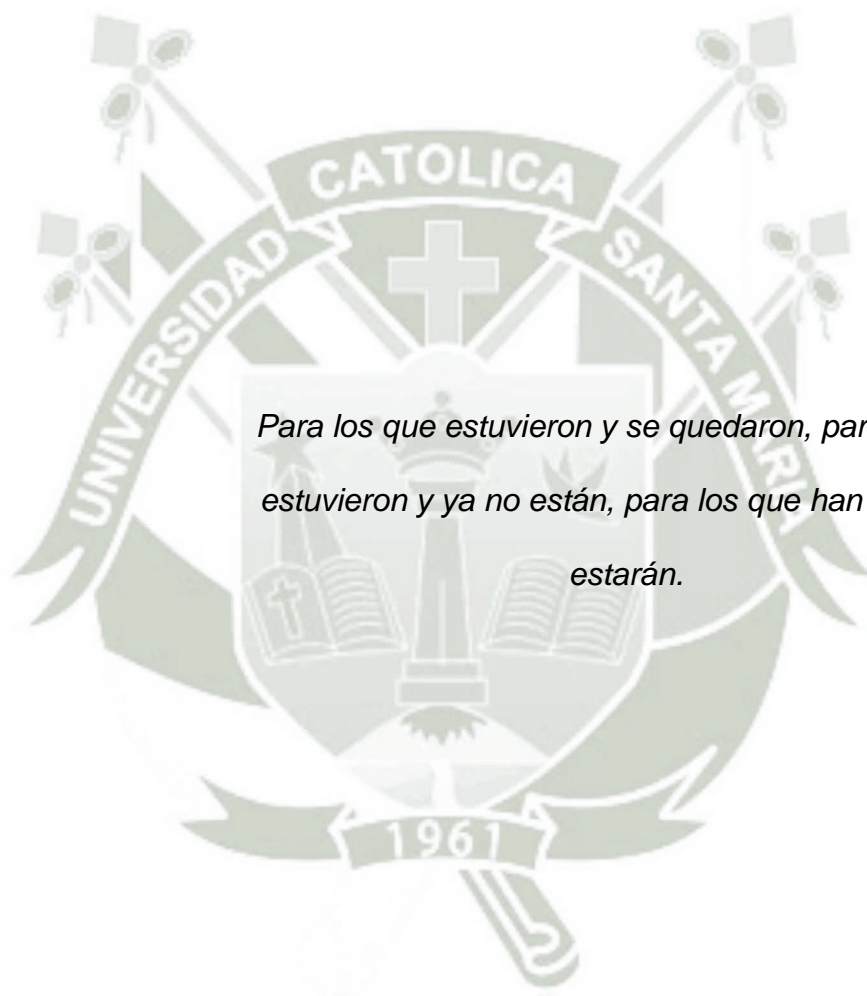 UNIVERSIDAD CATOLICA SANTA MARIA
Para los que estuvieron y se quedaron, par
estuvieron y ya no están, para los que han
estarán.
1961